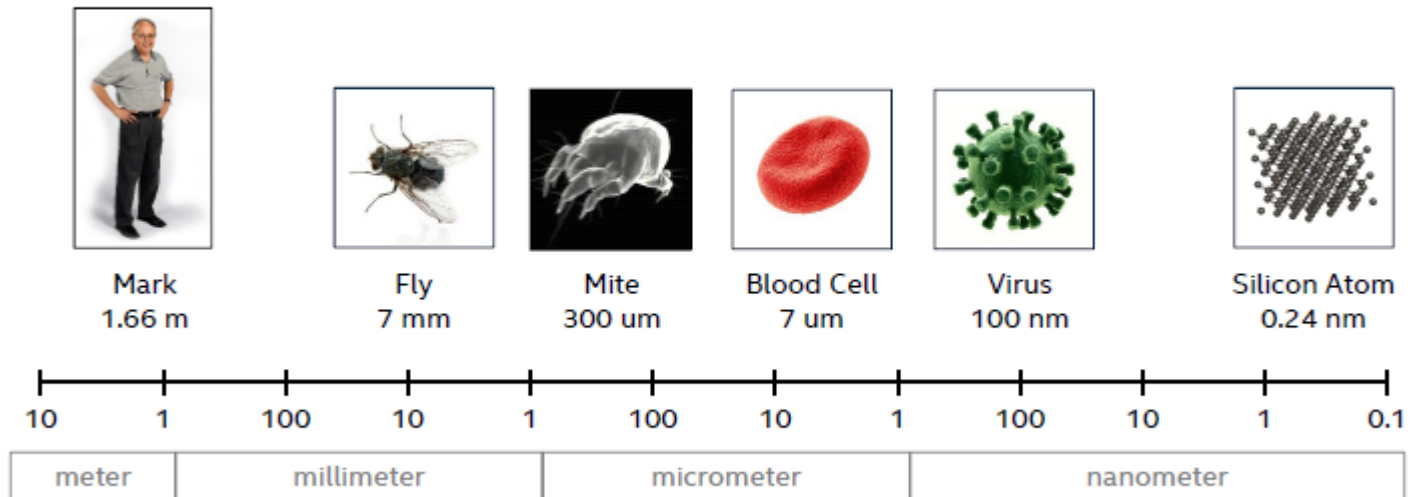 Mark
1.66 m
Fly
7 mm
Mite
300 um
Blood Cell
7 um
Virus
100 nm
Silicon Atom
0.24 nm
10 1 100 10 1 100 10 1 100 10 1 0.1
meter millimeter micrometer nanometer